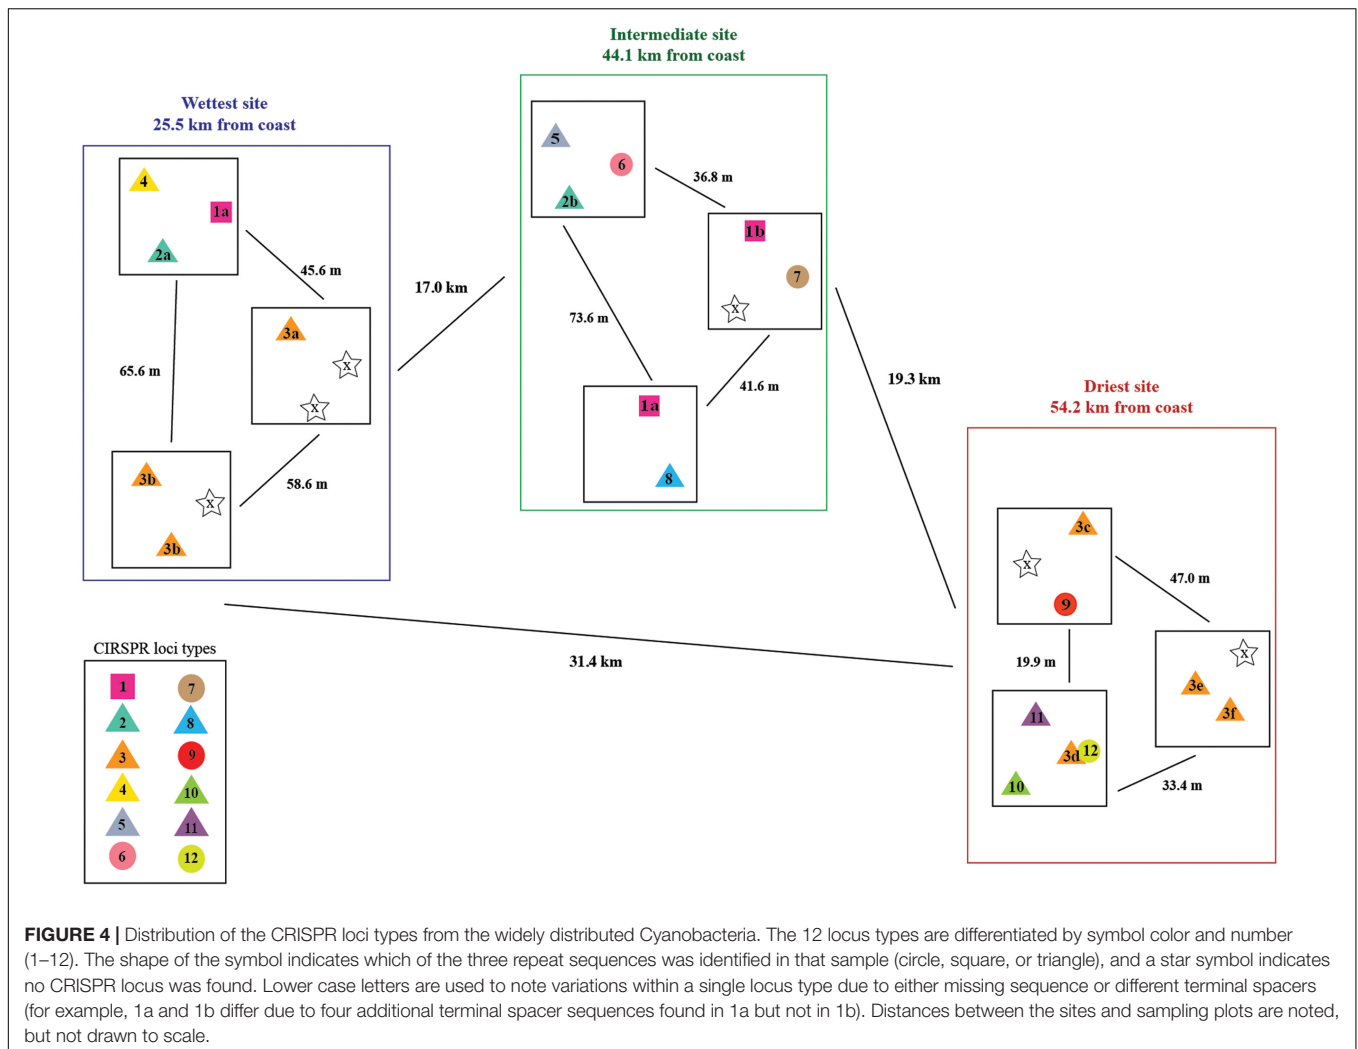 Intermediate site
44.1 km from coast
Wettest site
25.5 km from coast
4
1a
2a
45.6 m
65.6 m
3a
x
x
58.6 m
3b
x
3b
17.0 km
5
6
2b
36.8 m
1b
7
x
73.6 m
41.6 m
1a
8
19.3 km
Driest site
54.2 km from coast
3c
x
9
47.0 m
19.9 m
x
3e
3f
11
3d
12
10
33.4 m
31.4 km
CIRSPR loci types
1
7
2
8
3
9
4
10
5
11
6
12
FIGURE 4 | Distribution of the CRISPR loci types from the widely distributed Cyanobacteria. The 12 locus types are differentiated by symbol color and number
(1–12). The shape of the symbol indicates which of the three repeat sequences was identified in that sample (circle, square, or triangle), and a star symbol indicates
no CRISPR locus was found. Lower case letters are used to note variations within a single locus type due to either missing sequence or different terminal spacers
(for example, 1a and 1b differ due to four additional terminal spacer sequences found in 1a but not in 1b). Distances between the sites and sampling plots are noted,
but not drawn to scale.